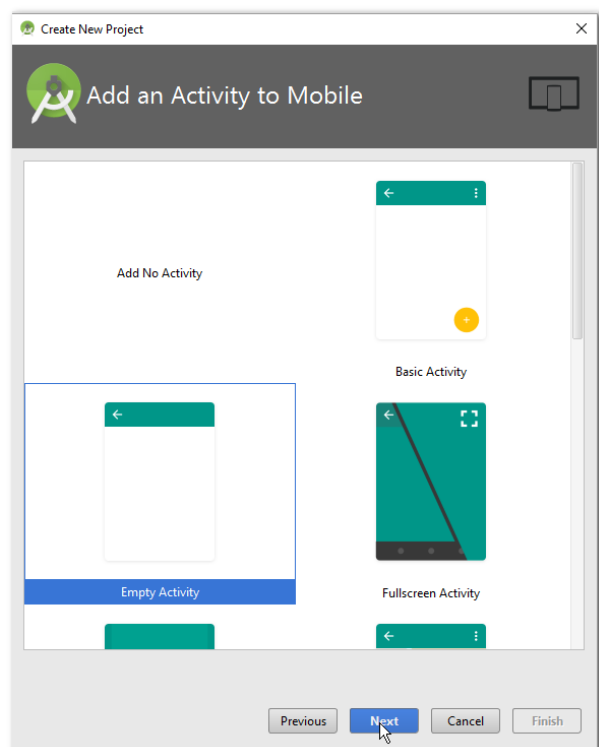 Create New Project
Add an Activity to Mobile
Add No Activity
Basic Activity
Empty Activity
Fullscreen Activity
Previous
Next
Cancel
Finish